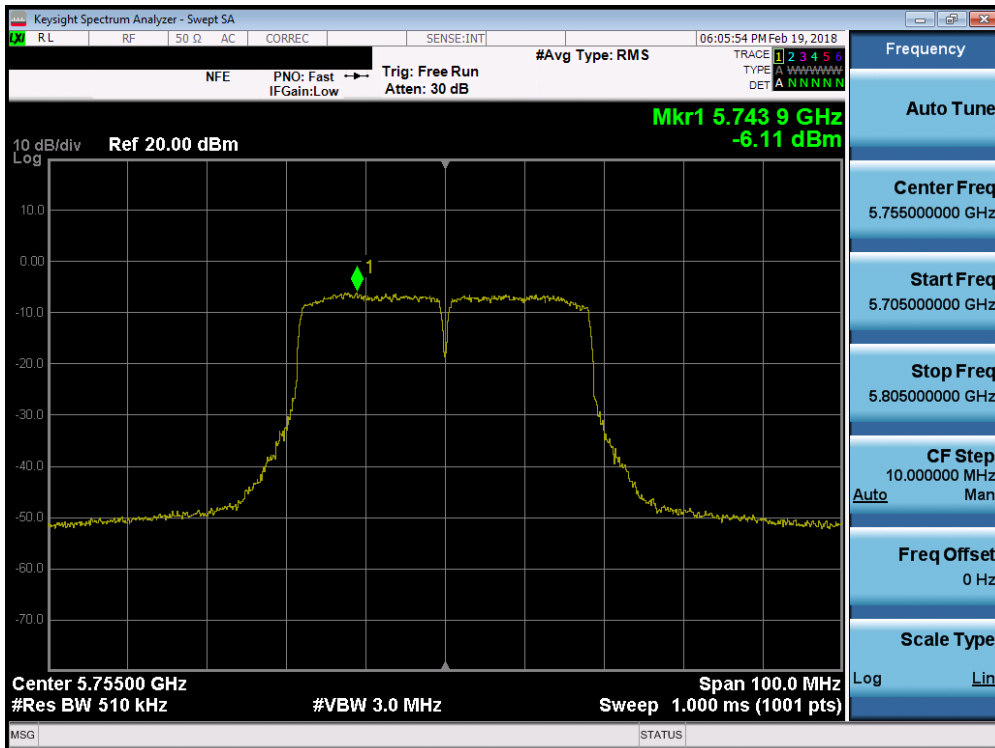 Keysight Spectrum Analyzer - Swept SA
LXI RL RF 50 Ω AC CORREC SENSE:INT 06:05:54 PM Feb 19, 2018
#Avg Type: RMS TRACE 1 2 3 4 5 6
NFE PNO: Fast Trig: Free Run TYPE A WWWWW
IFGain:Low Atten: 30 dB DET A N N N N N
Mkr1 5.743 9 GHz
-6.11 dBm
10 dB/div Ref 20.00 dBm
Log
10.0
0.00
-10.0
-20.0
-30.0
-40.0
-50.0
-60.0
-70.0
1
Center 5.75500 GHz Span 100.0 MHz
#Res BW 510 kHz #VBW 3.0 MHz Sweep 1.000 ms (1001 pts)
MSG STATUS
Frequency
Auto Tune
Center Freq
5.755000000 GHz
Start Freq
5.705000000 GHz
Stop Freq
5.805000000 GHz
CF Step
10.000000 MHz
Auto Man
Freq Offset
0 Hz
Scale Type
Log Lin